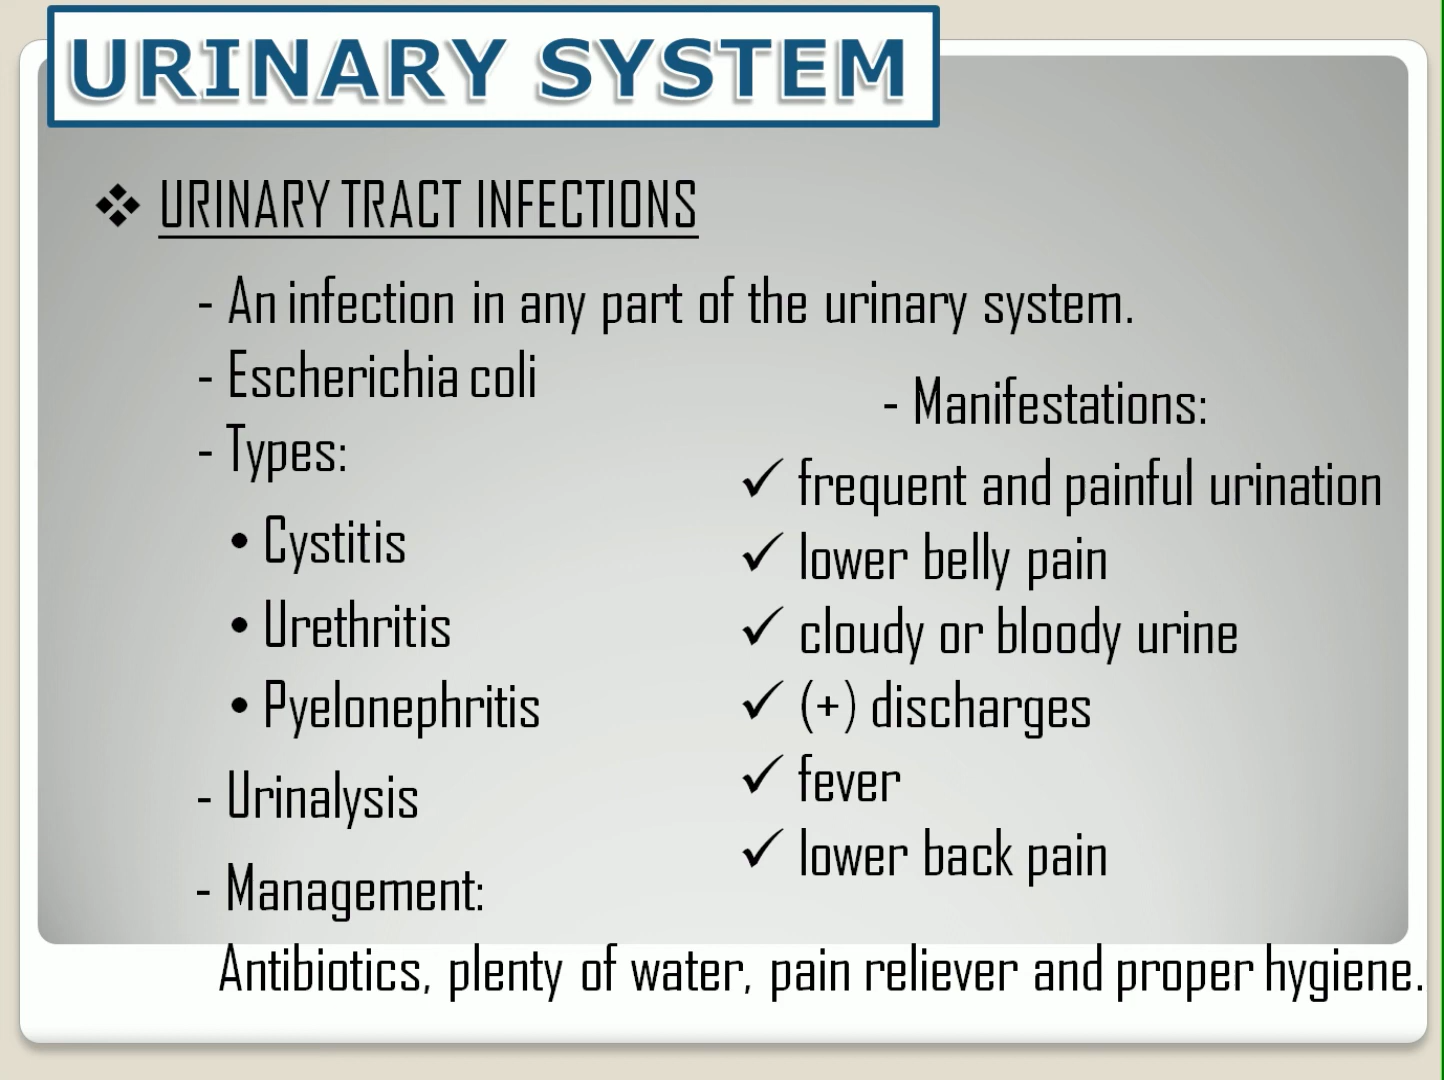 URINARY SYSTEM
❖ URINARY TRACT INFECTIONS
- An infection in any part of the urinary system.
- Escherichia coli
- Types:
• Cystitis
• Urethritis
• Pyelonephritis
- Urinalysis
- Management:
Antibiotics, plenty of water, pain reliever and proper hygiene.
- Manifestations:
✓ frequent and painful urination
✓ lower belly pain
✓ cloudy or bloody urine
✓ (+) discharges
✓ fever
✓ lower back pain